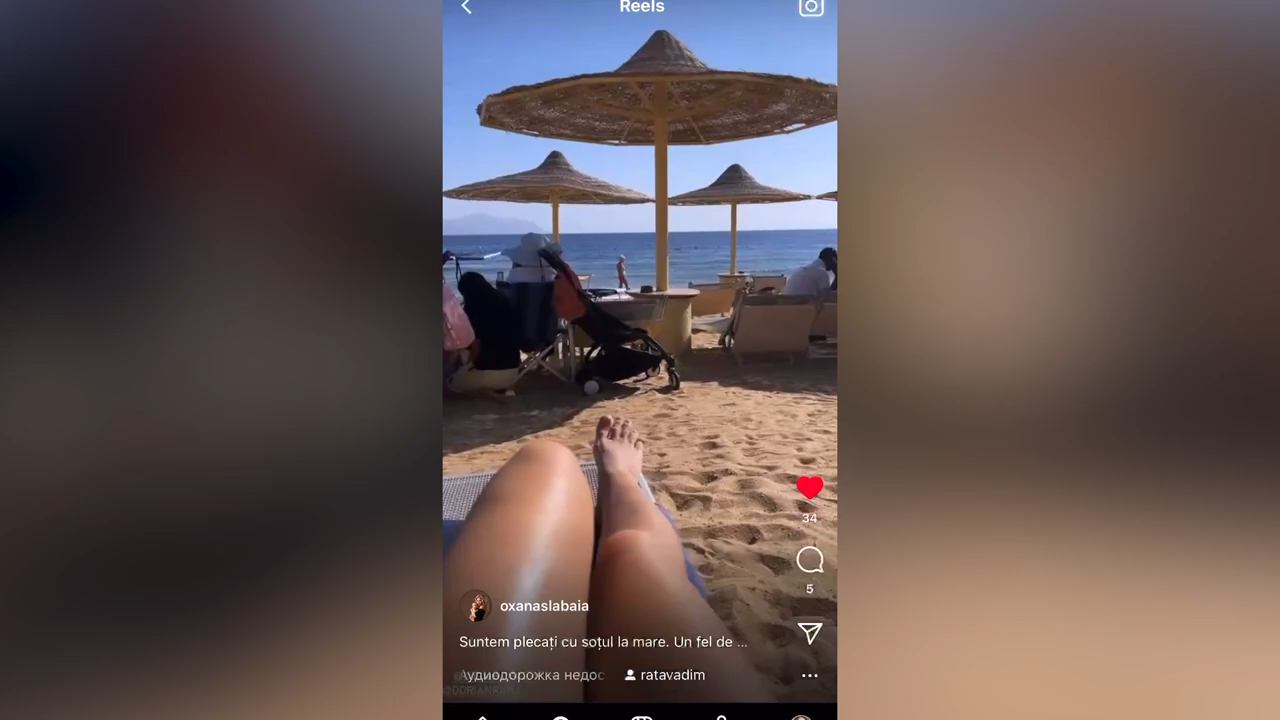 Reels
34
5
oxanaslabaia
Suntem plecați cu soțul la mare. Un fel de ...
Аудиодорожка недос
ratavadim